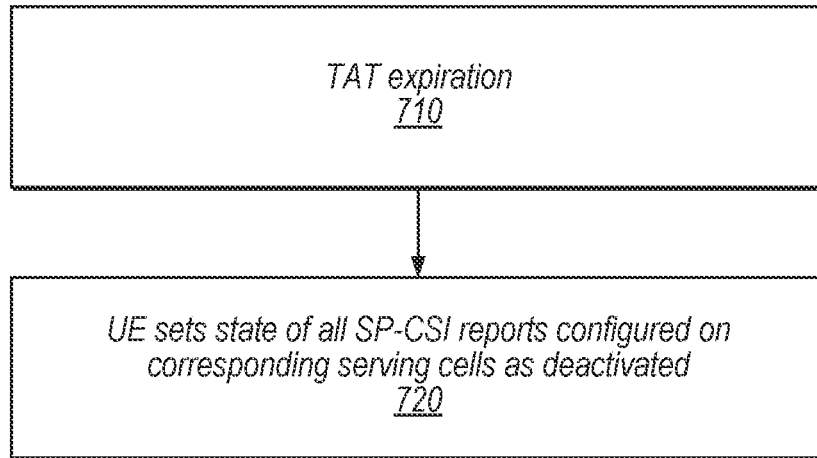 TAT expiration
710
UE sets state of all SP-CSI reports configured on
corresponding serving cells as deactivated
720